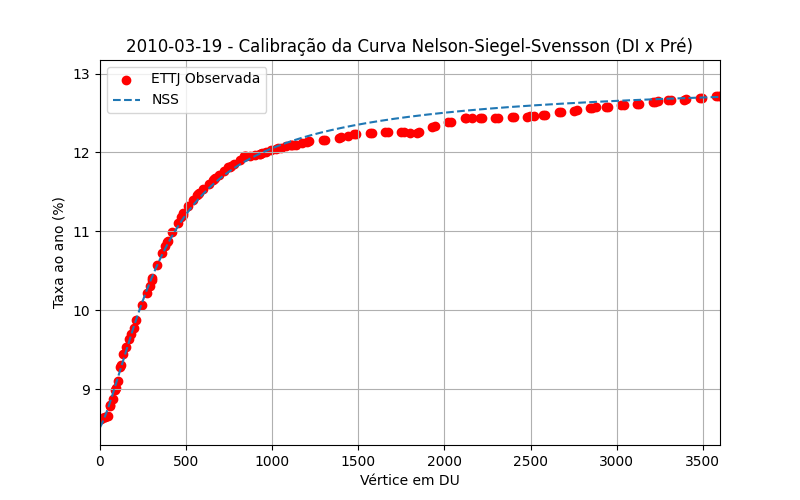 2010-03-19 - Calibração da Curva Nelson-Siegel-Svensson (DI x Pré)
ETTJ Observada
NSS
Taxa ao ano (%)
13
12
11
10
9
0 500 1000 1500 2000 2500 3000 3500
Vértice em DU